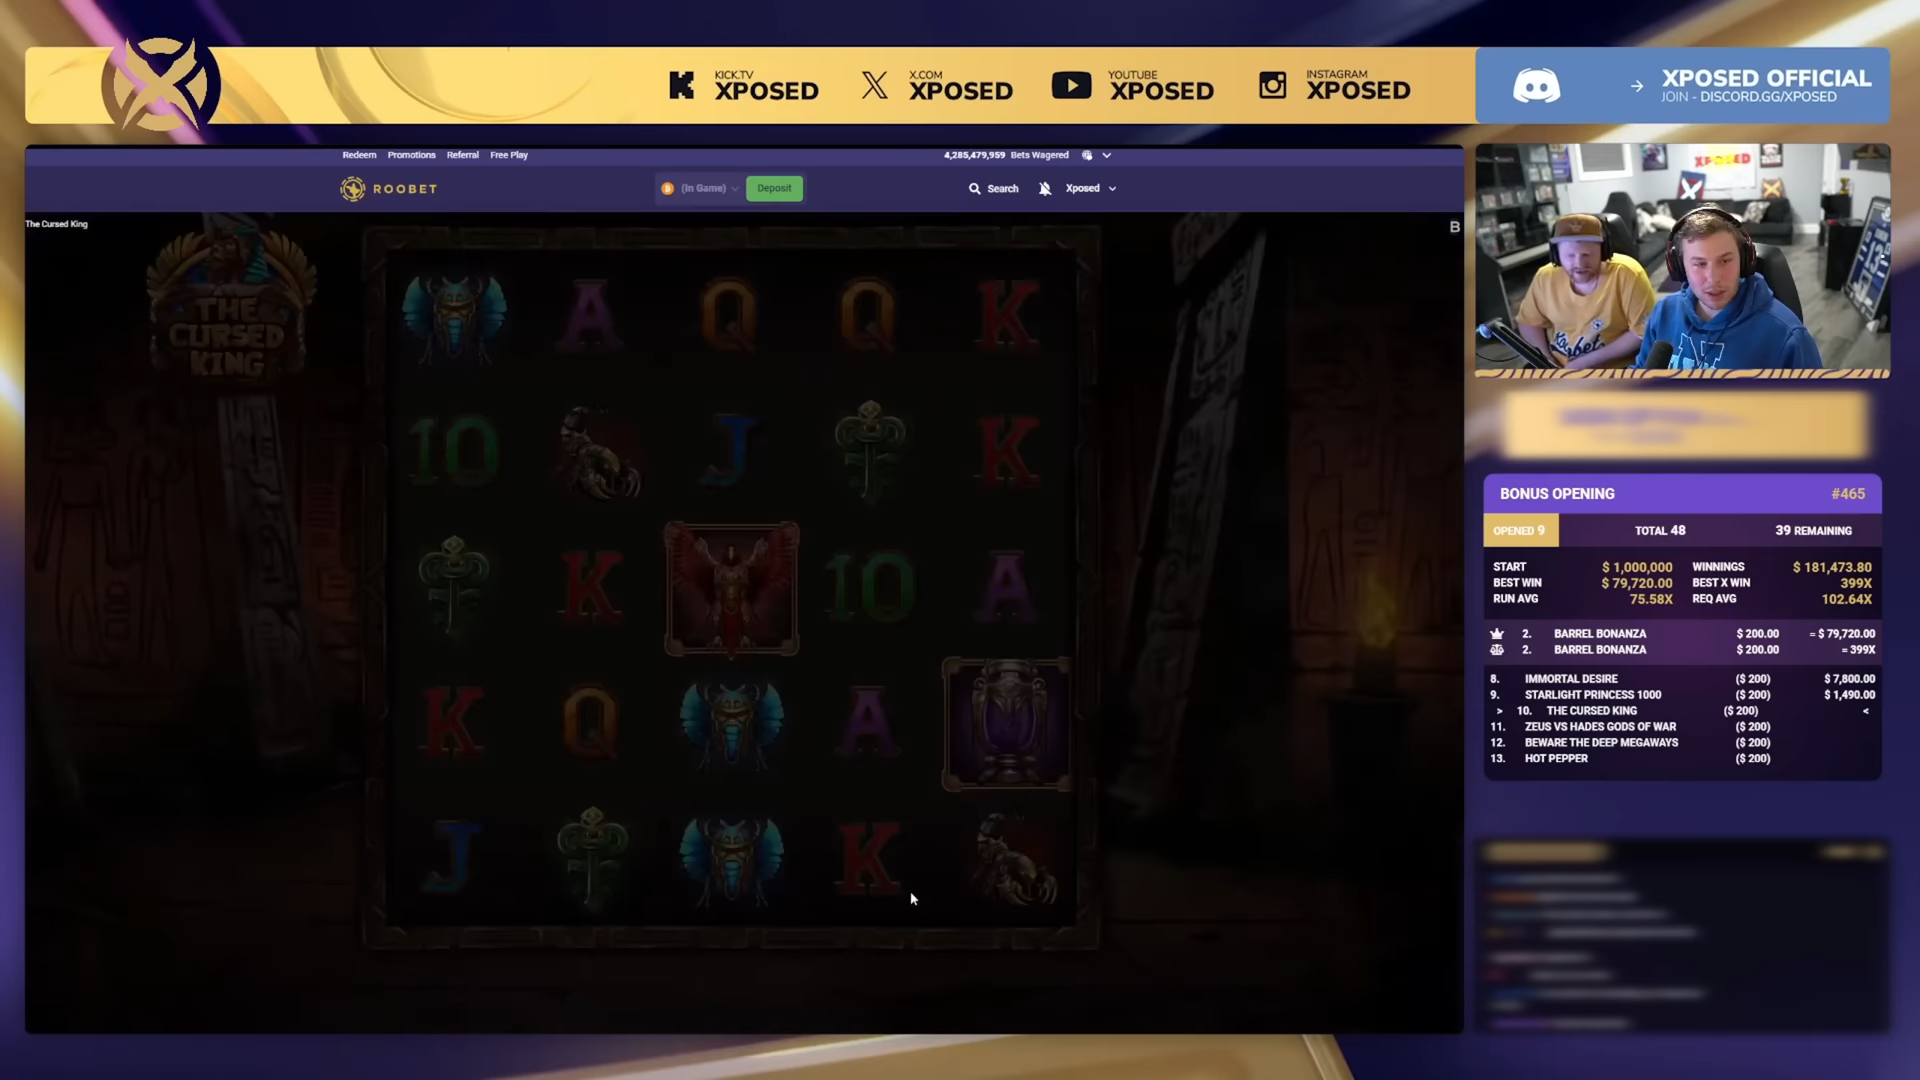 KICK.TV
XPOSED
X.COM
XPOSED
YOUTUBE
XPOSED
INSTAGRAM
XPOSED
XPOSED OFFICIAL
JOIN - DISCORD.GG/XPOSED
Redeem Promotions Referral Free Play
4,285,479,959 Bets Wagered
ROOBET
(In Game)
Deposit
Search
Xposed
The Cursed King
B
THE
CURSED
KING
A Q Q K
10 J K
K 10 A
K Q A
J K
XPOSED
BONUS OPENING #465
OPENED 9 TOTAL 48 39 REMAINING
START $ 1,000,000 WINNINGS $ 181,473.80
BEST WIN $ 79,720.00 BEST X WIN 399X
RUN AVG 75.58X REQ AVG 102.64X
2. BARREL BONANZA $ 200.00 = $ 79,720.00
2. BARREL BONANZA $ 200.00 = 399X
8. IMMORTAL DESIRE ($ 200) $ 7,800.00
9. STARLIGHT PRINCESS 1000 ($ 200) $ 1,490.00
> 10. THE CURSED KING ($ 200) <
11. ZEUS VS HADES GODS OF WAR ($ 200)
12. BEWARE THE DEEP MEGAWAYS ($ 200)
13. HOT PEPPER ($ 200)